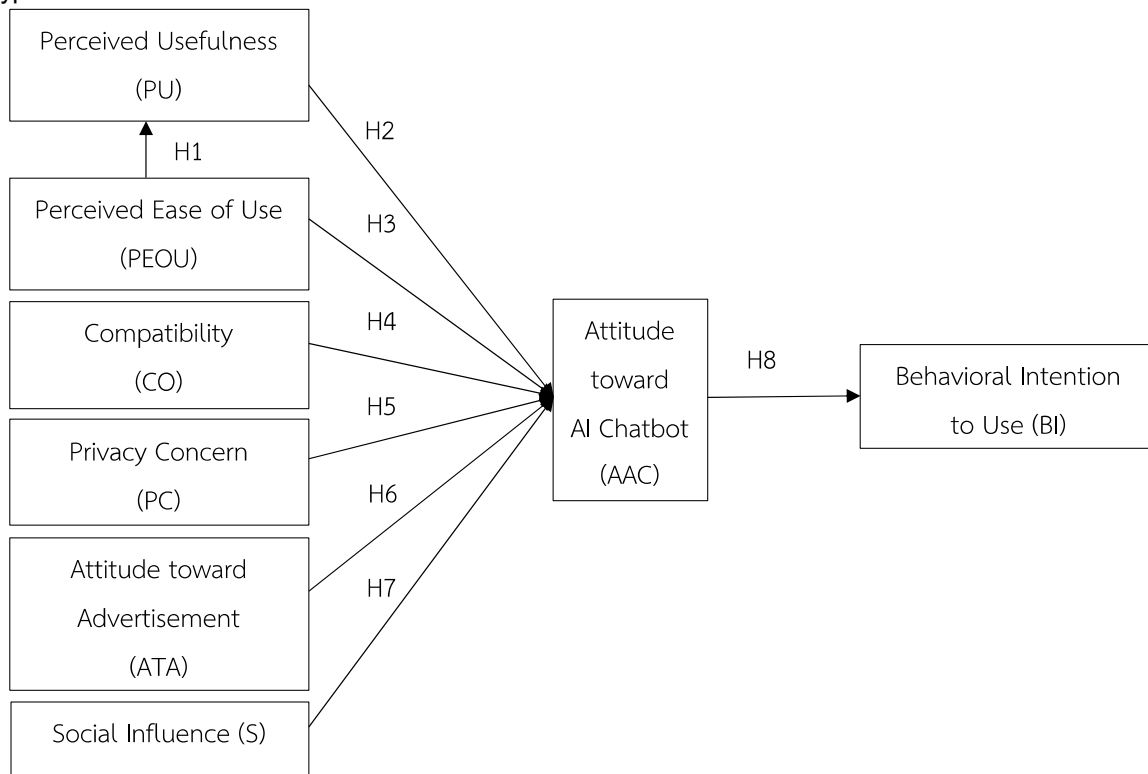 Perceived Usefulness
(PU)
H2
H1
Perceived Ease of Use
(PEOU)
H3
Compatibility
(CO)
H4
Attitude
toward
AI Chatbot
(AAC)
H8
Behavioral Intention
to Use (BI)
Privacy Concern
(PC)
H5
H6
Attitude toward
Advertisement
(ATA)
H7
Social Influence (S)